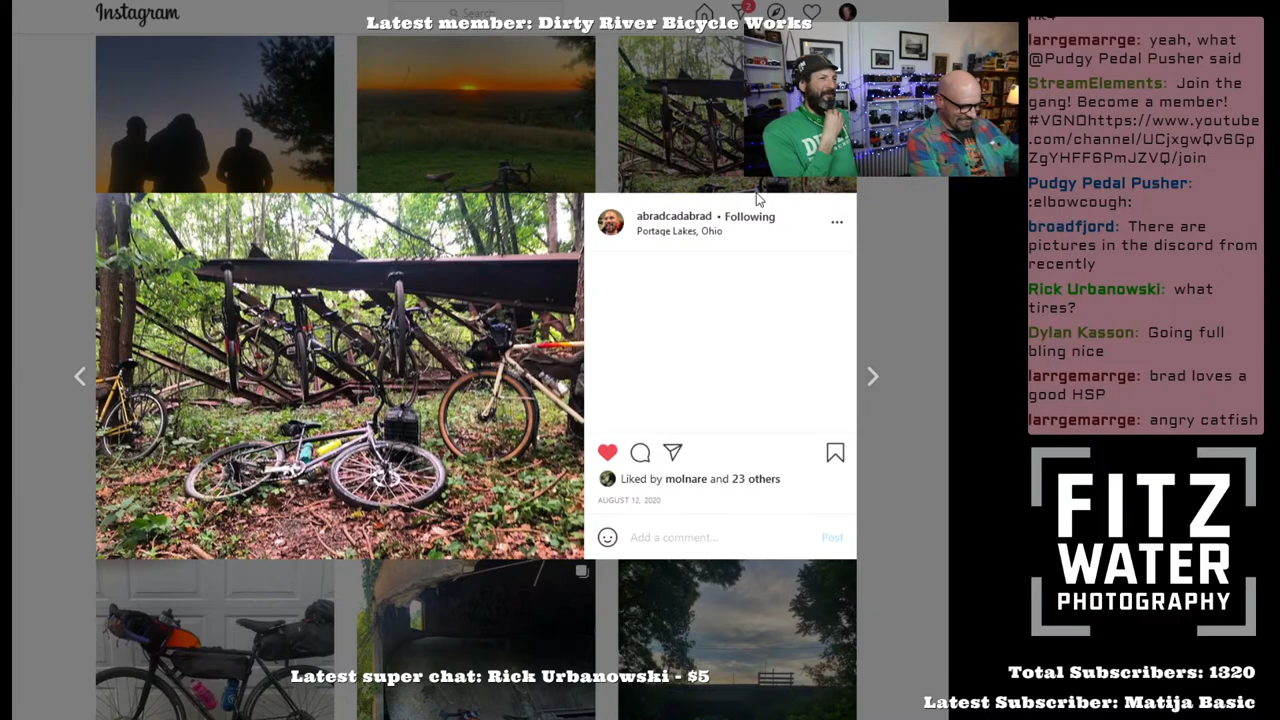 Instagram
Search
2
Latest member: Dirty River Bicycle Works
abradcadabrad • Following
Portage Lakes, Ohio
Liked by molnare and 23 others
AUGUST 12, 2020
Add a comment...
Post
Latest super chat: Rick Urbanowski - $5
larrgemarrge: yeah, what
@Pudgy Pedal Pusher said
StreamElements: Join the
gang! Become a member!
#VGNOhttps://www.youtube
.com/channel/UCjxgwQv6Gp
ZgYHFF6PmJZVQ/join
Pudgy Pedal Pusher:
:elbowcough:
broadfjord: There are
pictures in the discord from
recently
Rick Urbanowski: what
tires?
Dylan Kasson: Going full
bling nice
larrgemarrge: brad loves a
good HSP
larrgemarrge: angry catfish
FITZ
WATER
PHOTOGRAPHY
Total Subscribers: 1320
Latest Subscriber: Matija Basic